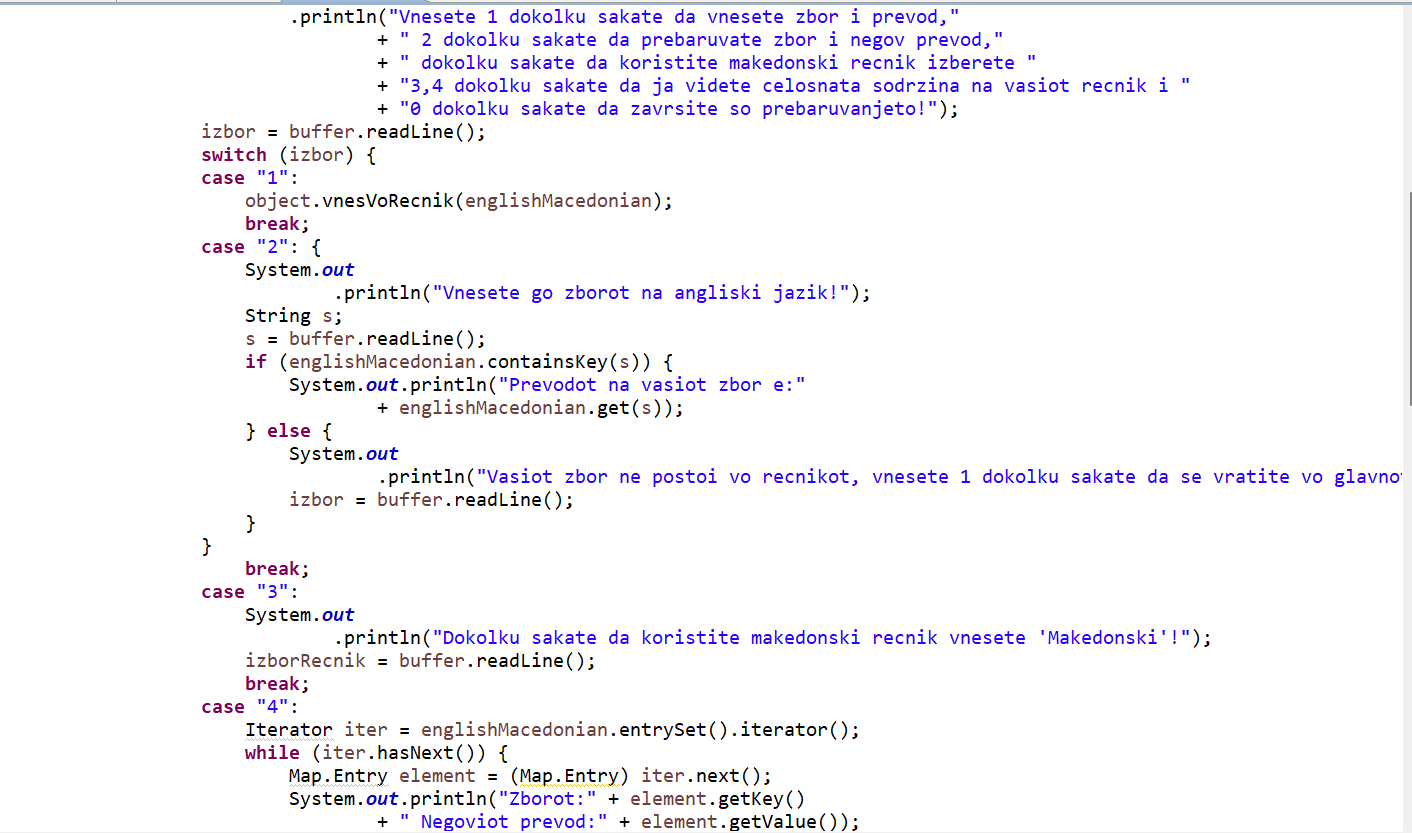 .println("Vnesete 1 dokolku sakate da vnesete zbor i prevod,"
+ " 2 dokolku sakate da prebaruvate zbor i negov prevod,"
+ " dokolku sakate da koristite makedonski recnik izberete "
+ "3,4 dokolku sakate da ja videte celosnata sodrzina na vasiot recnik i "
+ "0 dokolku sakate da zavrsite so prebaruvanjeto!");
izbor = buffer.readLine();
switch (izbor) {
case "1":
object.vnesVoRecnik(englishMacedonian);
break;
case "2": {
System.out
.println("Vnesete go zborot na angliski jazik!");
String s;
s = buffer.readLine();
if (englishMacedonian.containsKey(s)) {
System.out.println("Prevodot na vasiot zbor e:"
+ englishMacedonian.get(s));
} else {
System.out
.println("Vasiot zbor ne postoi vo recnikot, vnesete 1 dokolku sakate da se vratite vo
izbor = buffer.readLine();
}
}
break;
case "3":
System.out
.println("Dokolku sakate da koristite makedonski recnik vnesete 'Makedonski'!");
izborRecnik = buffer.readLine();
break;
case "4":
Iterator iter = englishMacedonian.entrySet().iterator();
while (iter.hasNext()) {
Map.Entry element = (Map.Entry) iter.next();
System.out.println("Zborot:" + element.getKey()
+ " Negoviot prevod:" + element.getValue());